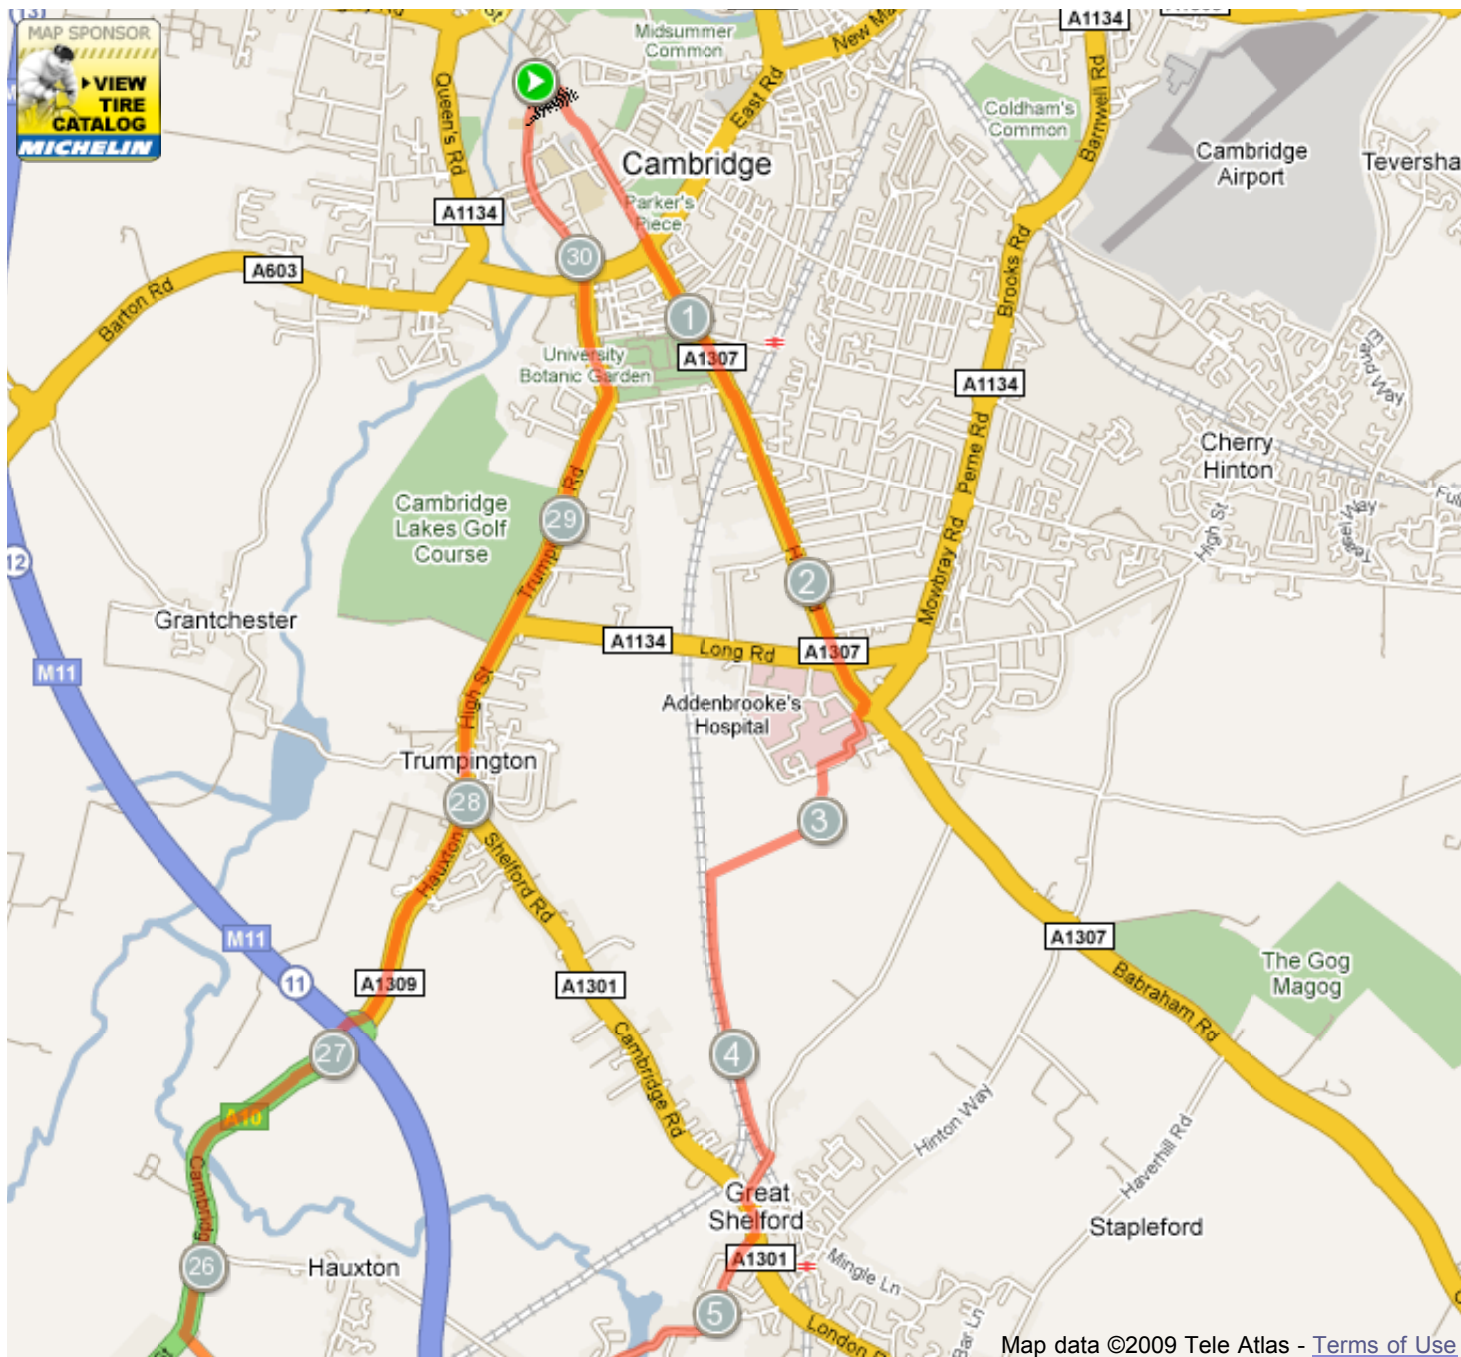 MAP SPONSOR
VIEW
TIRE
CATALOG
MICHELIN
Midsummer
Common
A1134
New Ma
East Rd
Queen's Rd
Coldham's
Common
Barnwell Rd
Cambridge
Airport
Teversha
Cambridge
Parker's
Piece
A1134
A603
Barton Rd
Brooks Rd
30
1
A1307
University
Botanic Garden
A1134
Perne Rd
Cherry
Hinton
High St
Rd
Cambridge
Lakes Golf
Course
29
Trumpi
12
2
Mowbray Rd
Grantchester
A1134
Long Rd
A1307
M11
High St
Addenbrooke's
Hospital
Trumpington
28
3
Hauxton
Shelford Rd
M11
11
A1309
A1301
A1307
Babraham Rd
The Gog
Magog
27
4
Cambridge Rd
A10
Hinton Way
Haverhill Rd
Cambridg
Great
Shelford
Stapleford
26
Hauxton
A1301
Mingle Ln
5
London
Bar Ln
Map data ©2009 Tele Atlas - Terms of Use